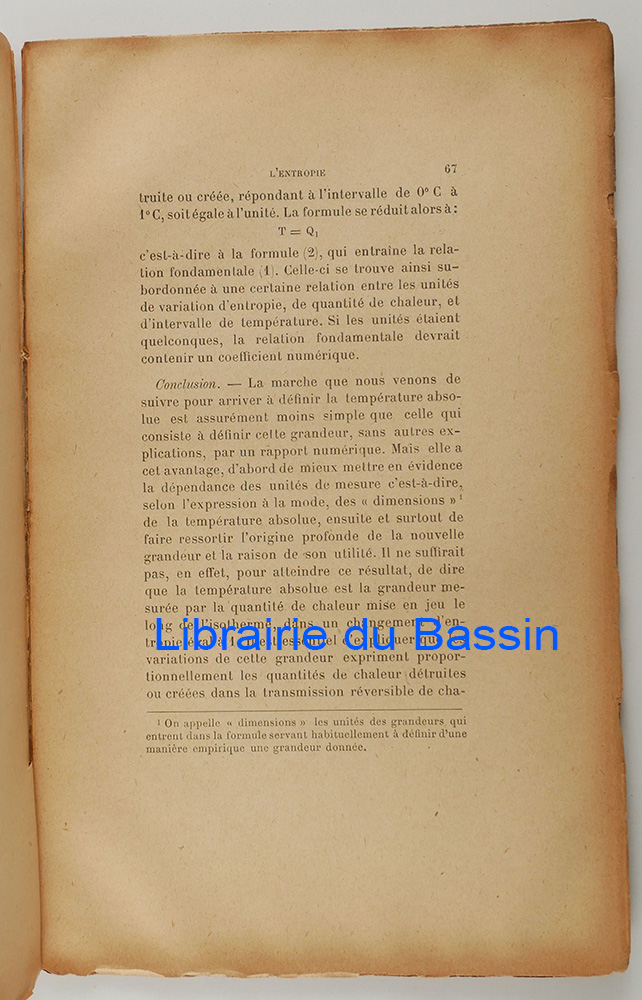 L'ENTROPIE 67
truite ou créée, répondant à l'intervalle de 0° C à
1° C, soit égale à l'unité. La formule se réduit alors à :
T = Q₁
c'est-à-dire à la formule (2), qui entraîne la rela-
tion fondamentale (1). Celle-ci se trouve ainsi su-
bordonnée à une certaine relation entre les unités
de variation d'entropie, de quantité de chaleur, et
d'intervalle de température. Si les unités étaient
quelconques, la relation fondamentale devrait
contenir un coefficient numérique.
Conclusion. — La marche que nous venons de
suivre pour arriver à définir la température abso-
lue est assurément moins simple que celle qui
consiste à définir cette grandeur, sans autres ex-
plications, par un rapport numérique. Mais elle a
cet avantage, d'abord de mieux mettre en évidence
la dépendance des unités de mesure c'est-à-dire,
selon l'expression à la mode, des « dimensions » ¹
de la température absolue, ensuite et surtout de
faire ressortir l'origine profonde de la nouvelle
grandeur et la raison de son utilité. Il ne suffirait
pas, en effet, pour atteindre ce résultat, de dire
que la température absolue est la grandeur me-
surée par la quantité de chaleur mise en jeu le
long de l'isotherme, dans un changement d'en-
Librairie du Bassin
variations de cette grandeur expriment propor-
tionnellement les quantités de chaleur détruites
ou créées dans la transmission réversible de cha-
¹ On appelle « dimensions » les unités des grandeurs qui
entrent dans la formule servant habituellement à définir d'une
manière empirique une grandeur donnée.